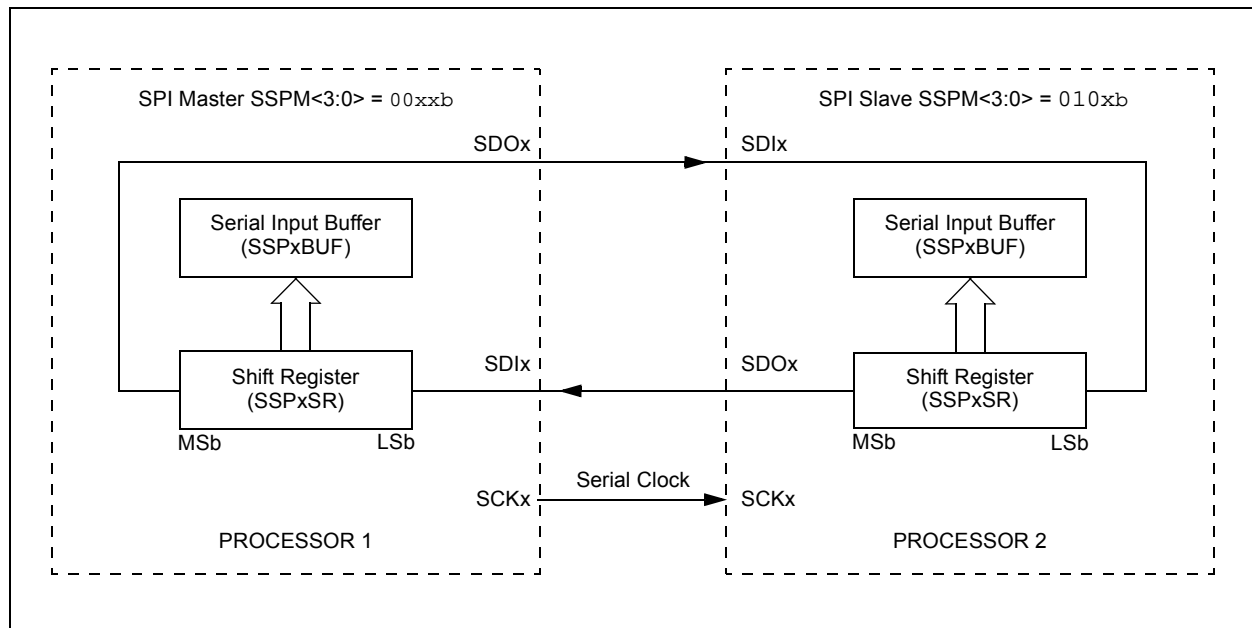 SPI Master SSPM<3:0> = 00xxb
SDOx
Serial Input Buffer
(SSPxBUF)
Shift Register
(SSPxSR)
MSb
LSb
SDIx
SCKx
PROCESSOR 1
Serial Clock
SPI Slave SSPM<3:0> = 010xb
SDIx
Serial Input Buffer
(SSPxBUF)
SDOx
Shift Register
(SSPxSR)
MSb
LSb
SCKx
PROCESSOR 2